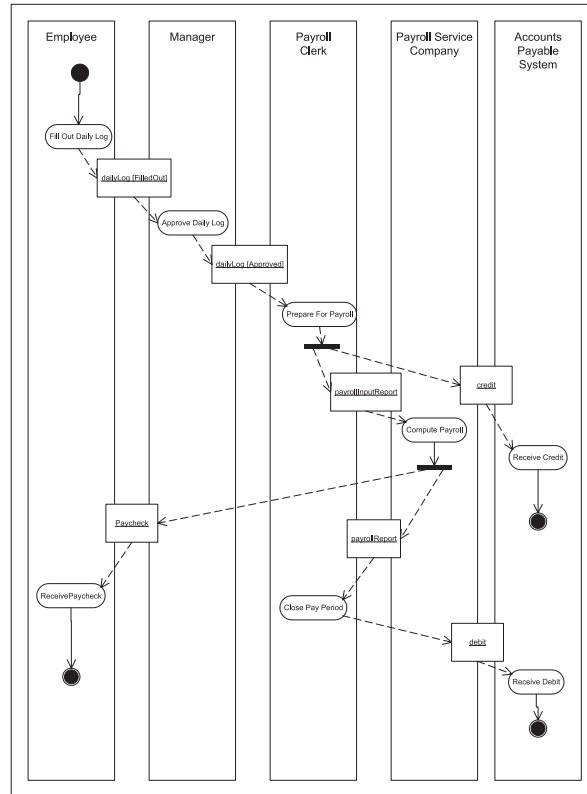 Employee
Manager
Payroll
Clerk
Payroll Service
Company
Accounts
Payable
System
Fill Out Daily Log
dailyLog [FilledOut]
Approve Daily Log
dailyLog [Approved]
Prepare For Payroll
payrollInputReport
credit
Compute Payroll
Receive Credit
Paycheck
payrollReport
ReceivePaycheck
Close Pay Period
debit
Receive Debit